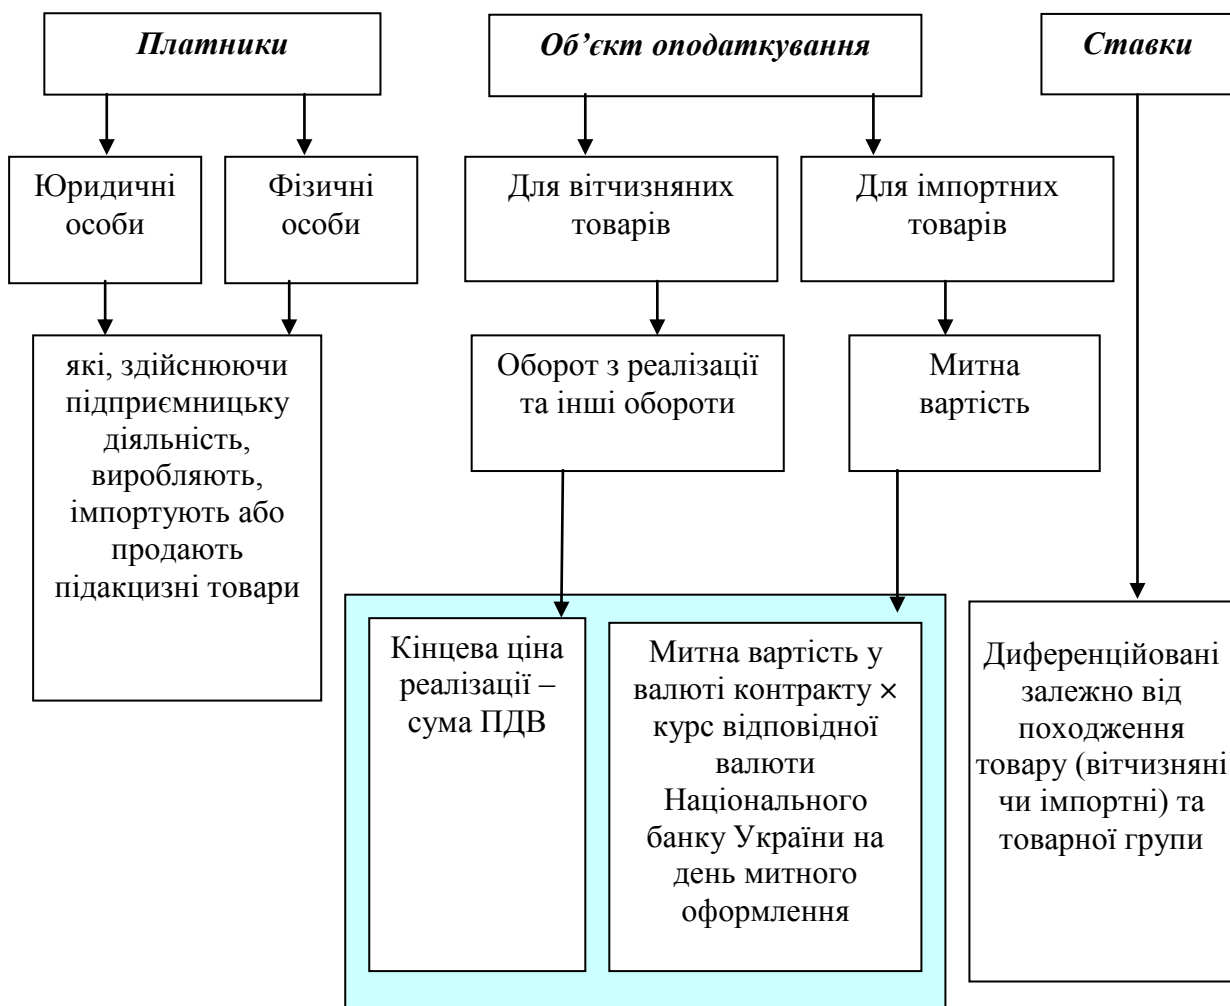 Платники
Об’єкт оподаткування
Ставки
Юридичні
особи
Фізичні
особи
Для вітчизняних
товарів
Для імпортних
товарів
які, здійснюючи
підприємницьку
діяльність,
виробляють,
імпортують або
продають
підакцизні товари
Оборот з реалізації
та інші обороти
Митна
вартість
Кінцева ціна
реалізації –
сума ПДВ
Митна вартість у
валюті контракту ×
курс відповідної
валюти
Національного
банку України на
день митного
оформлення
Диференційовані
залежно від
походження
товару (вітчизняні
чи імпортні) та
товарної групи